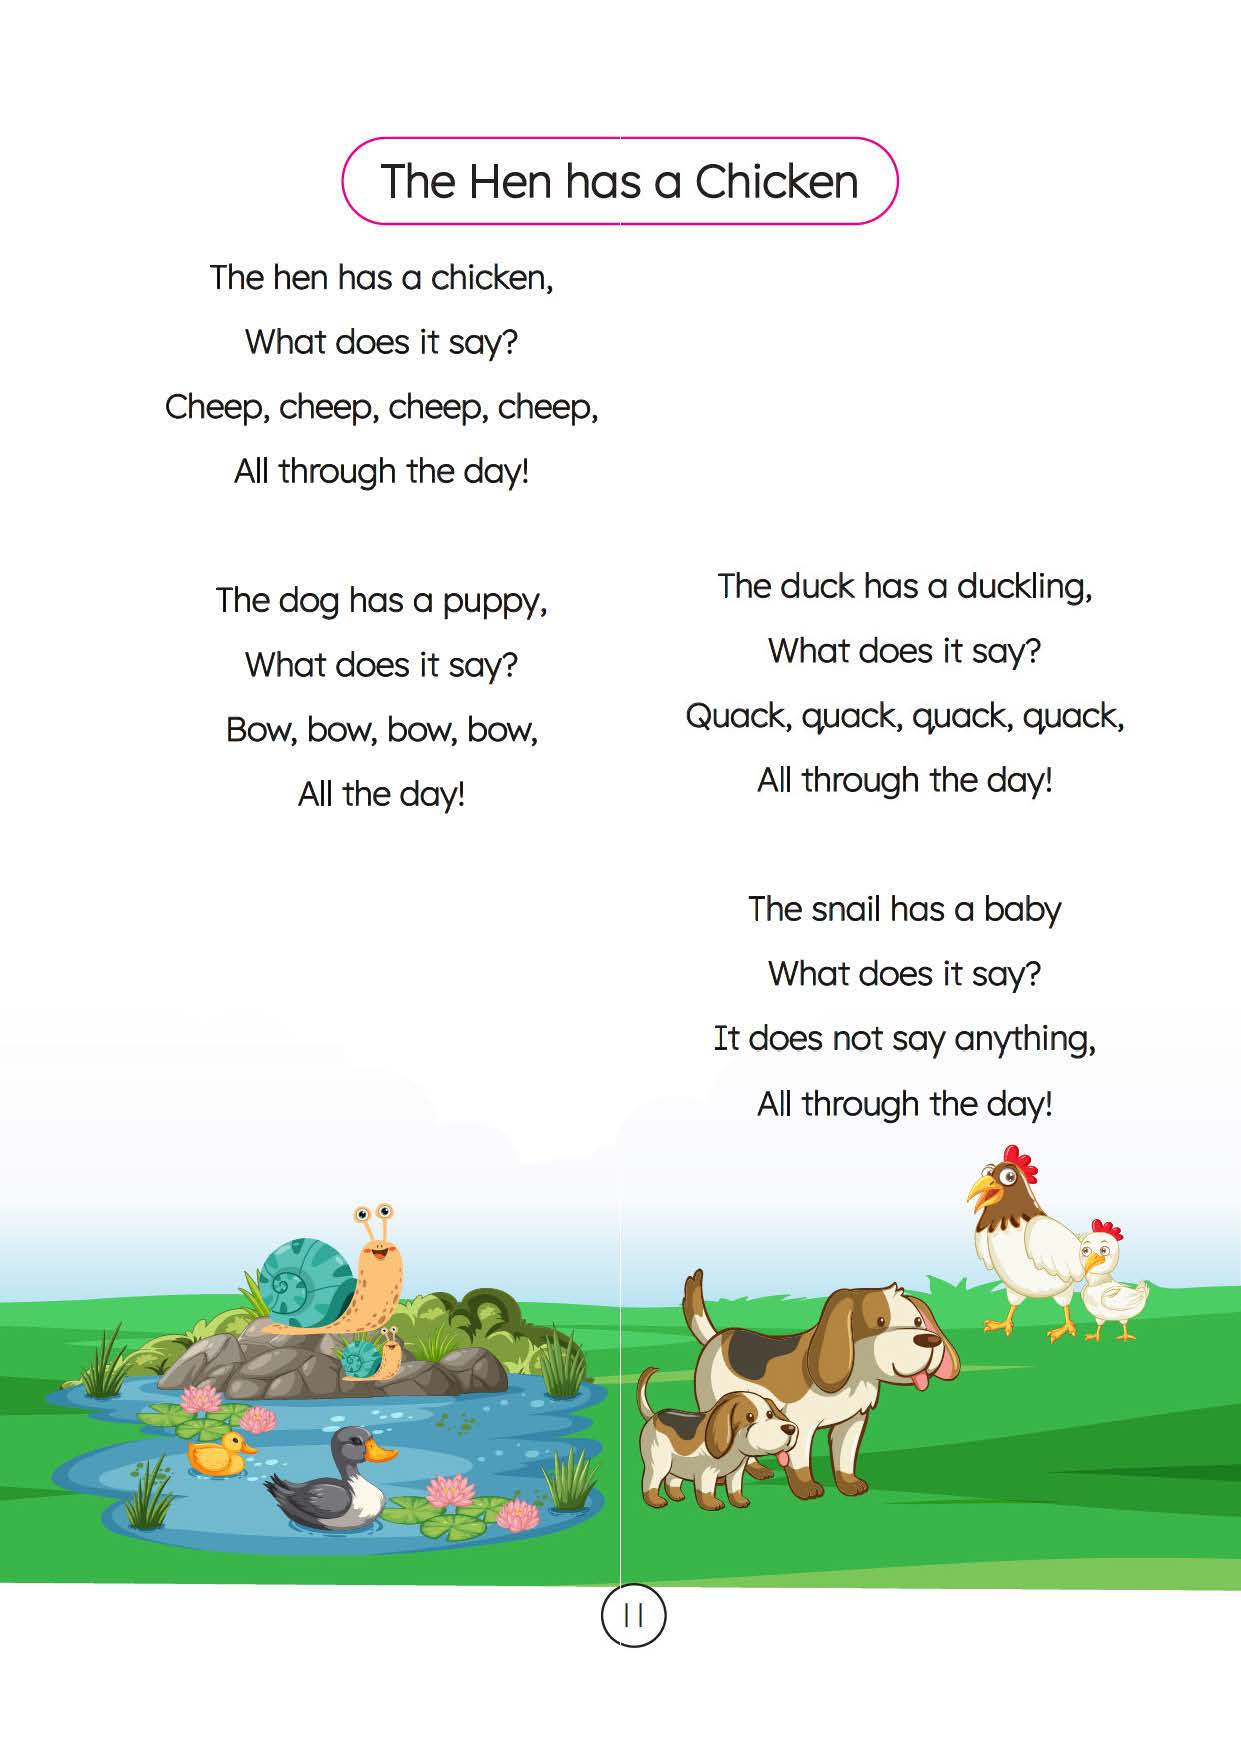 The Hen has a Chicken
The hen has a chicken,
What does it say?
Cheep, cheep, cheep, cheep,
All through the day!
The dog has a puppy,
What does it say?
Bow, bow, bow, bow,
All the day!
The duck has a duckling,
What does it say?
Quack, quack, quack, quack,
All through the day!
The snail has a baby
What does it say?
It does not say anything,
All through the day!
11